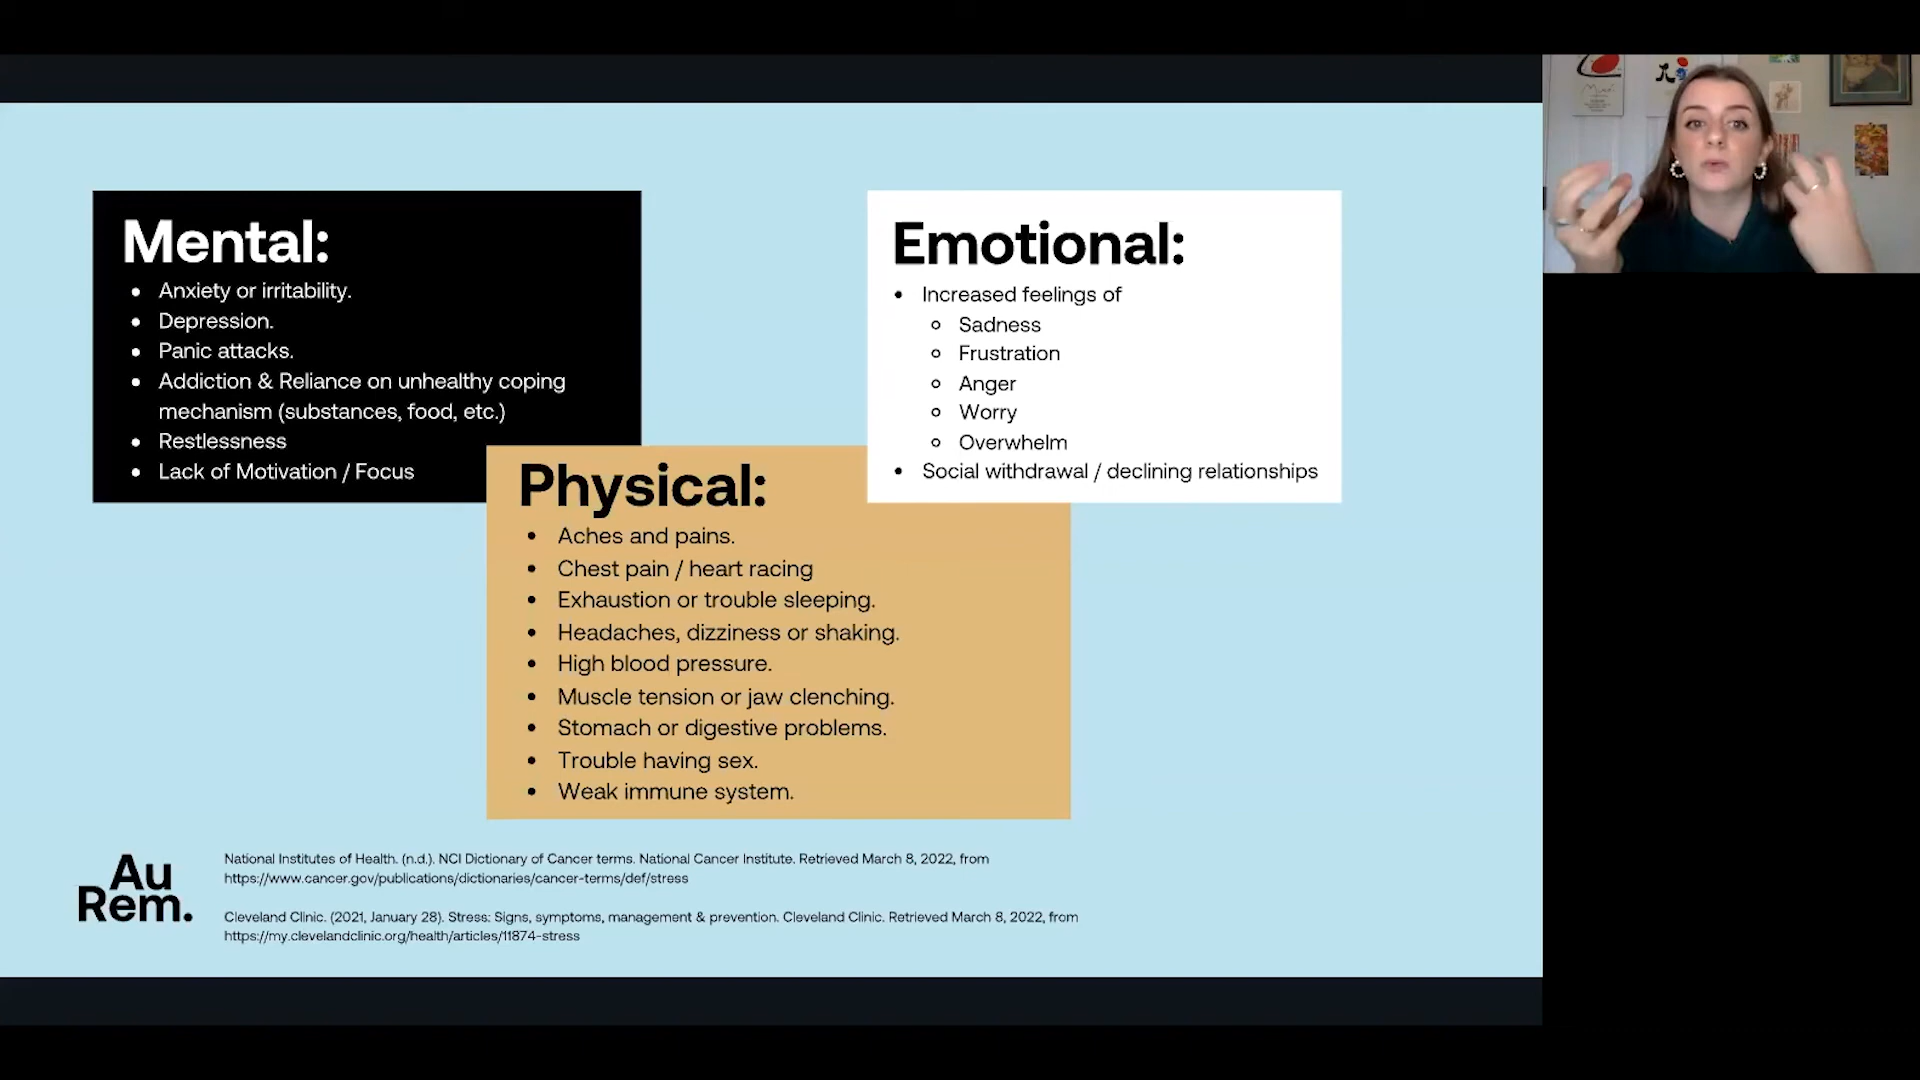 Mental:
Anxiety or irritability.
Depression.
Panic attacks.
Addiction & Reliance on unhealthy coping
mechanism (substances, food, etc.)
Restlessness
Lack of Motivation / Focus
Emotional:
Increased feelings of
Sadness
Frustration
Anger
Worry
Overwhelm
Social withdrawal / declining relationships
Physical:
Aches and pains.
Chest pain / heart racing
Exhaustion or trouble sleeping.
Headaches, dizziness or shaking.
High blood pressure.
Muscle tension or jaw clenching.
Stomach or digestive problems.
Trouble having sex.
Weak immune system.
Au
Rem.
National Institutes of Health. (n.d.). NCI Dictionary of Cancer terms. National Cancer Institute. Retrieved March 8, 2022, from
https://www.cancer.gov/publications/dictionaries/cancer-terms/def/stress
Cleveland Clinic. (2021, January 28). Stress: Signs, symptoms, management & prevention. Cleveland Clinic. Retrieved March 8, 2022, from
https://my.clevelandclinic.org/health/articles/11874-stress